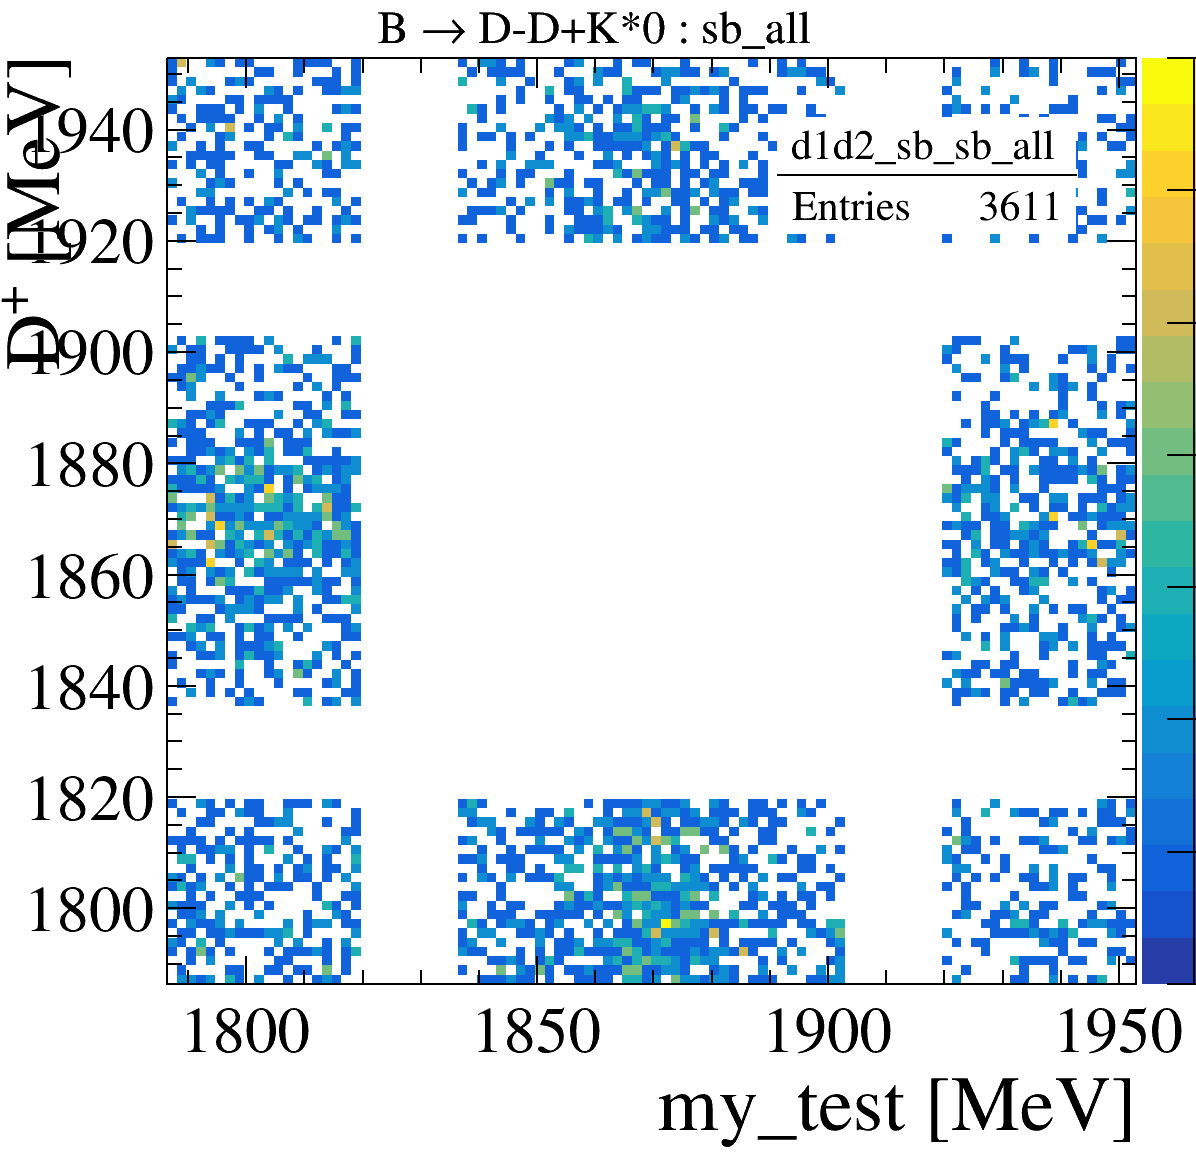 B → D-D+K*0 : sb_all
D⁺ [MeV]
d1d2_sb_sb_all
Entries 3611
1940
1920
1900
1880
1860
1840
1820
1800
1800 1850 1900 1950
my_test [MeV]